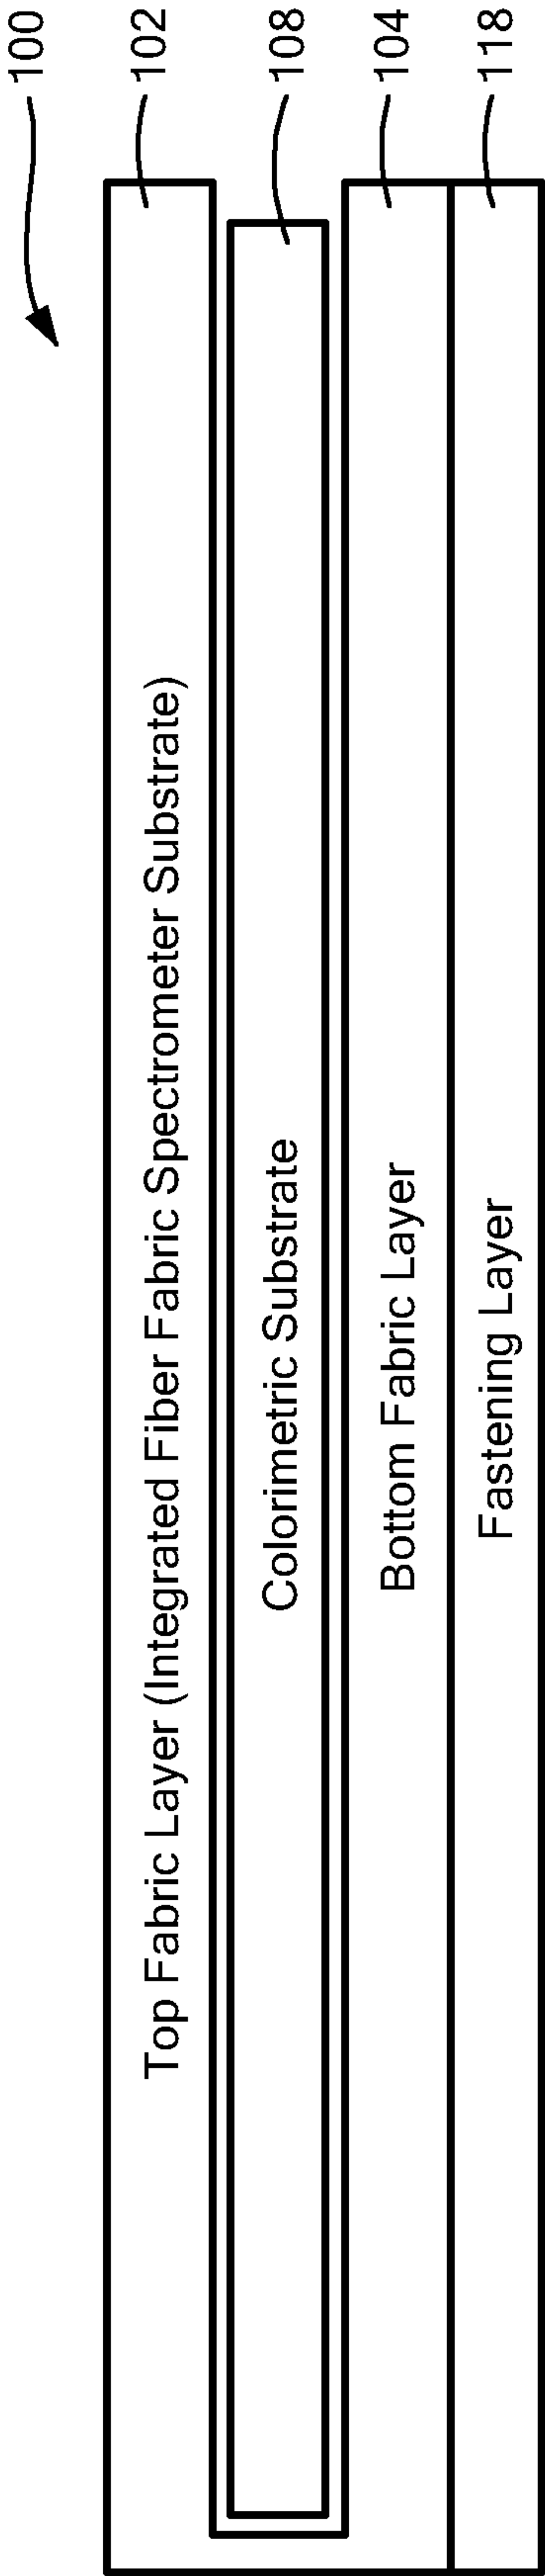 100
Top Fabric Layer (Integrated Fiber Fabric Spectrometer Substrate)
102
Colorimetric Substrate
108
Bottom Fabric Layer
104
Fastening Layer
118